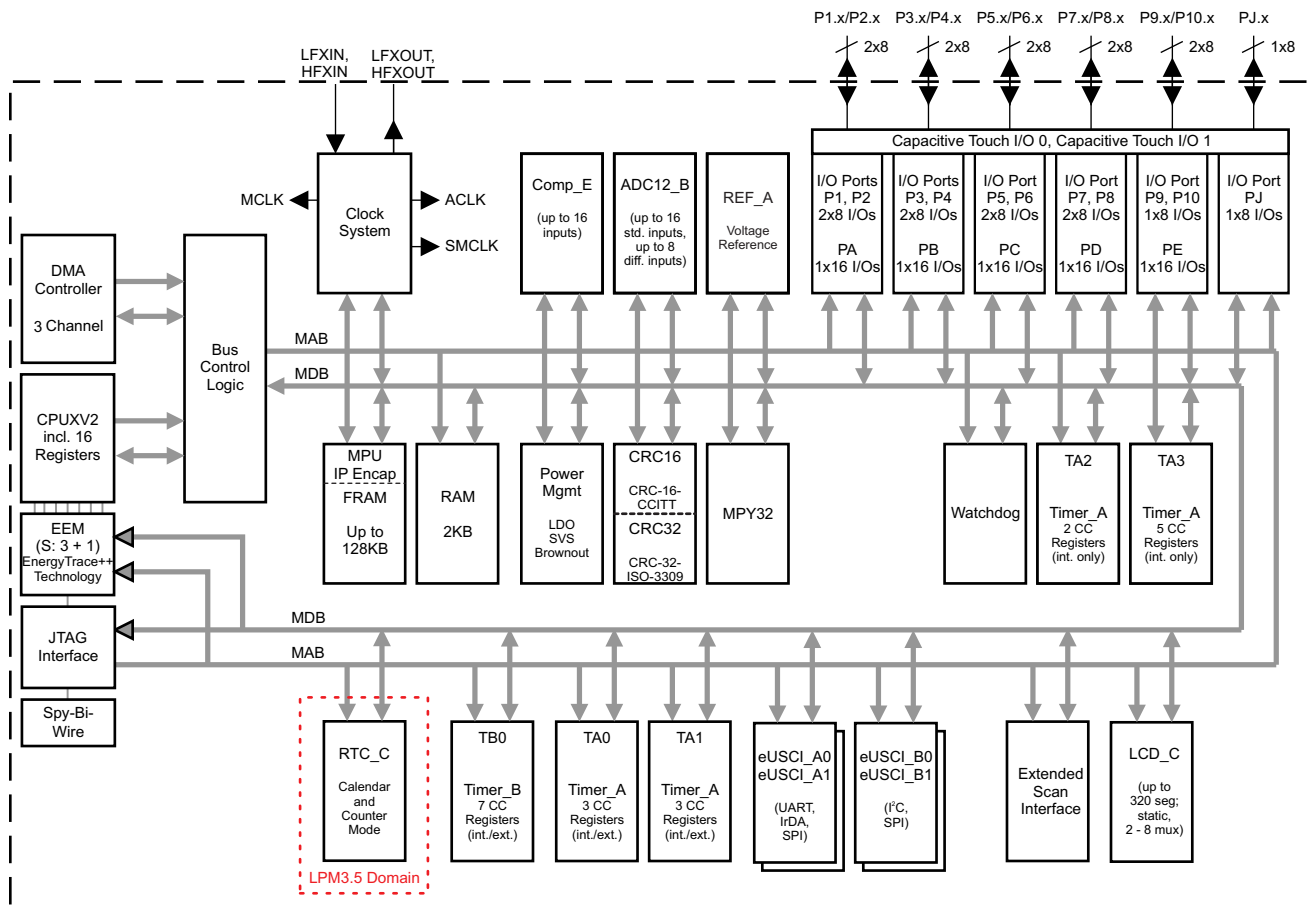 P1.x/P2.x P3.x/P4.x P5.x/P6.x P7.x/P8.x P9.x/P10.x PJ.x
2x8 2x8 2x8 2x8 2x8 1x8
LFXIN,
HFXIN
LFXOUT,
HFXOUT
Capacitive Touch I/O 0, Capacitive Touch I/O 1
MCLK
Clock
System
ACLK
SMCLK
Comp_E
(up to 16
inputs)
ADC12_B
(up to 16
std. inputs,
up to 8
diff. inputs)
REF_A
Voltage
Reference
I/O Ports
P1, P2
2x8 I/Os
PA
1x16 I/Os
I/O Ports
P3, P4
2x8 I/Os
PB
1x16 I/Os
I/O Port
P5, P6
2x8 I/Os
PC
1x16 I/Os
I/O Port
P7, P8
2x8 I/Os
PD
1x16 I/Os
I/O Port
P9, P10
1x8 I/Os
PE
1x16 I/Os
I/O Port
PJ
1x8 I/Os
DMA
Controller
3 Channel
Bus
Control
Logic
MAB
MDB
CPUXV2
incl. 16
Registers
EEM
(S: 3 + 1)
EnergyTrace++
Technology
JTAG
Interface
Spy-Bi-
Wire
MPU
IP Encap
FRAM
Up to
128KB
RAM
2KB
Power
Mgmt
LDO
SVS
Brownout
CRC16
CRC-16-
CCITT
CRC32
CRC-32-
ISO-3309
MPY32
Watchdog
TA2
Timer_A
2 CC
Registers
(int. only)
TA3
Timer_A
5 CC
Registers
(int. only)
MDB
MAB
RTC_C
Calendar
and
Counter
Mode
LPM3.5 Domain
TB0
Timer_B
7 CC
Registers
(int./ext.)
TA0
Timer_A
3 CC
Registers
(int./ext.)
TA1
Timer_A
3 CC
Registers
(int./ext.)
eUSCI_A0
eUSCI_A1
(UART,
IrDA,
SPI)
eUSCI_B0
eUSCI_B1
(I²C,
SPI)
Extended
Scan
Interface
LCD_C
(up to
320 seg;
static,
2 - 8 mux)